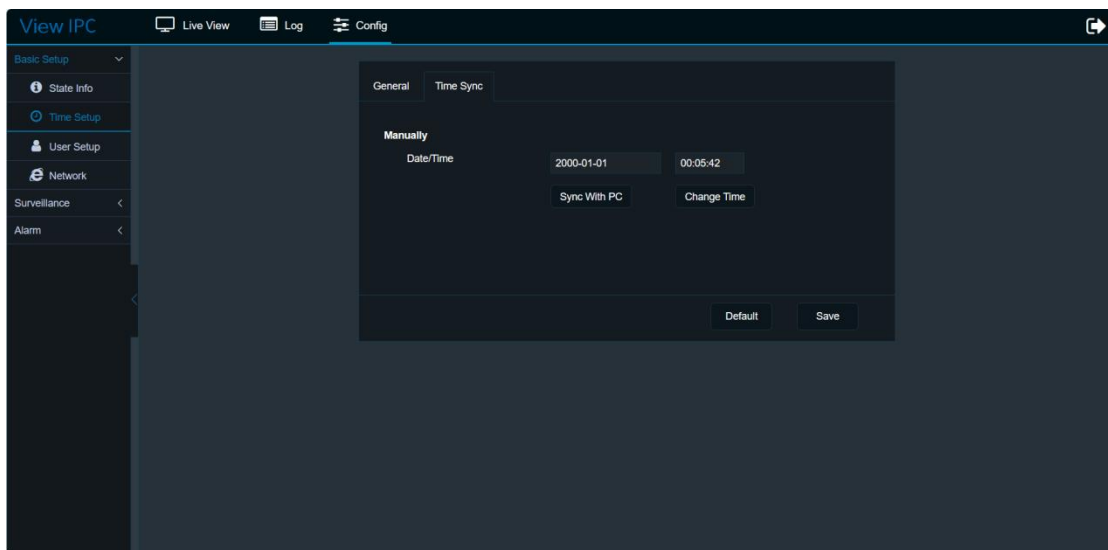 View IPC
Live View
Log
Config
Basic Setup
State Info
Time Setup
User Setup
Network
Surveillance
Alarm
General
Time Sync
Manually
Date/Time
2000-01-01
00:05:42
Sync With PC
Change Time
Default
Save